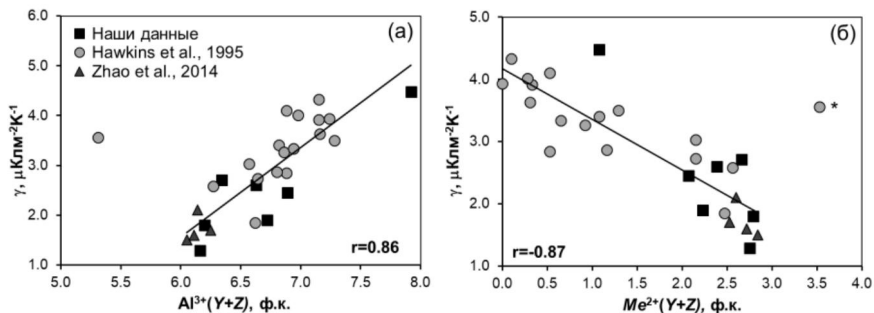 (а)
■ Наши данные
Hawkins et al., 1995
▲ Zhao et al., 2014
γ, μКлм⁻²К⁻¹
6.0
5.0
4.0
3.0
2.0
1.0
r=0.86
5.0 5.5 6.0 6.5 7.0 7.5 8.0
Al³⁺(Y+Z), ф.к.
(б)
γ, μКлм⁻²К⁻¹
5.0
4.0
3.0
2.0
1.0
*
r=-0.87
0.0 0.5 1.0 1.5 2.0 2.5 3.0 3.5 4.0
Me²⁺(Y+Z), ф.к.